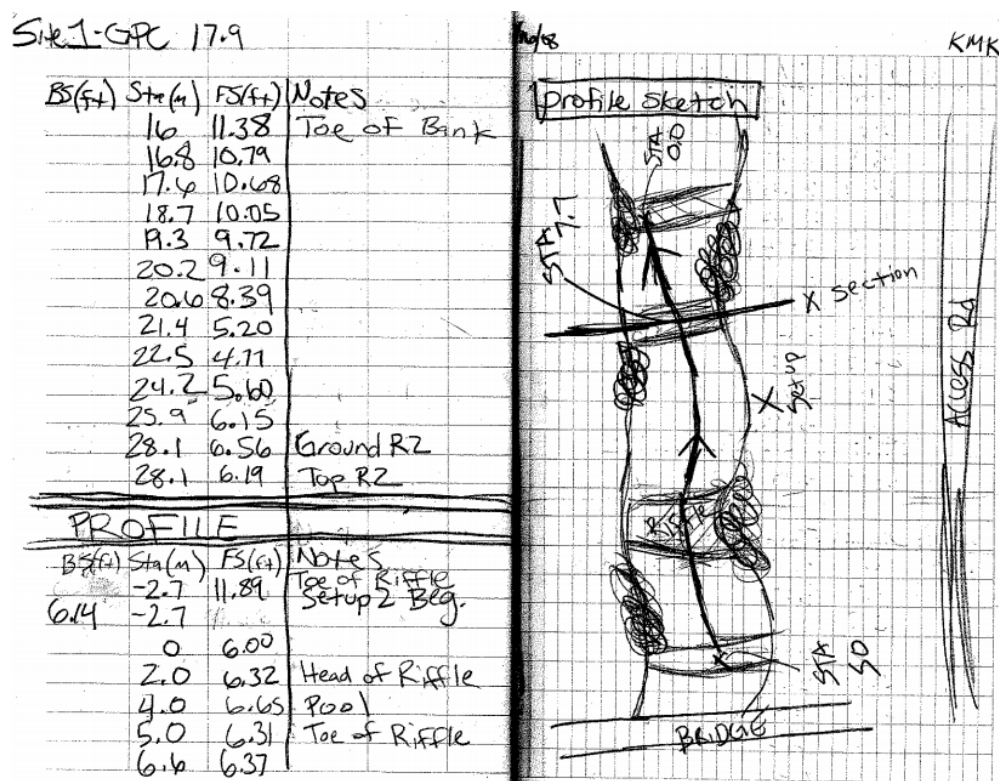 Site 1-GPC 17.9
BS(ft) Sta(m) FS(ft) Notes
16 11.38 Toe of Bank
16.8 10.79
17.6 10.68
18.7 10.05
19.3 9.72
20.2 9.11
20.6 8.39
21.4 5.20
22.5 4.77
24.2 5.60
25.9 6.15
28.1 6.56 Ground R2
28.1 6.19 Top R2
PROFILE
BS(ft) Sta(m) FS(ft) Notes
-2.7 11.89 Toe of Riffle
6.14 -2.7 Setup 2 Beg.
0 6.00
2.0 6.32 Head of Riffle
4.0 6.65 Pool
5.0 6.31 Toe of Riffle
6.6 6.37
KMK
profile sketch
STA 0.0
STA 7.7
X section
X setup
Access Rd
RIFFLE
STA 50
BRIDGE